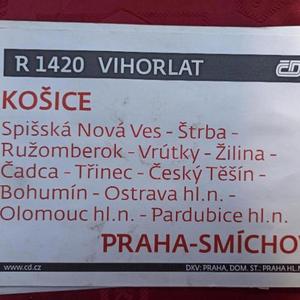 R 1420 VIHORLAT ČD
KOŠICE
Spišská Nová Ves - Štrba -
Ružomberok - Vrútky - Žilina -
Čadca - Třinec - Český Těšín -
Bohumín - Ostrava hl.n. -
Olomouc hl.n. - Pardubice hl.n.
PRAHA-SMÍCHOV
www.cd.cz DKV: PRAHA, DOM. ST.: PRAHA HL.